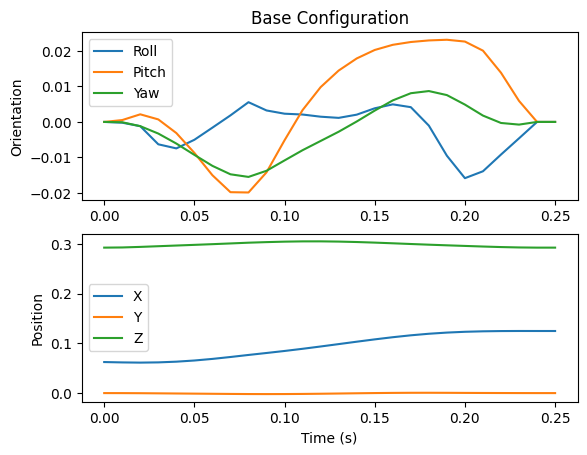 Base Configuration
Orientation
0.02
0.01
0.00
−0.01
−0.02
Roll
Pitch
Yaw
0.00 0.05 0.10 0.15 0.20 0.25
Position
0.3
0.2
0.1
0.0
X
Y
Z
0.00 0.05 0.10 0.15 0.20 0.25
Time (s)